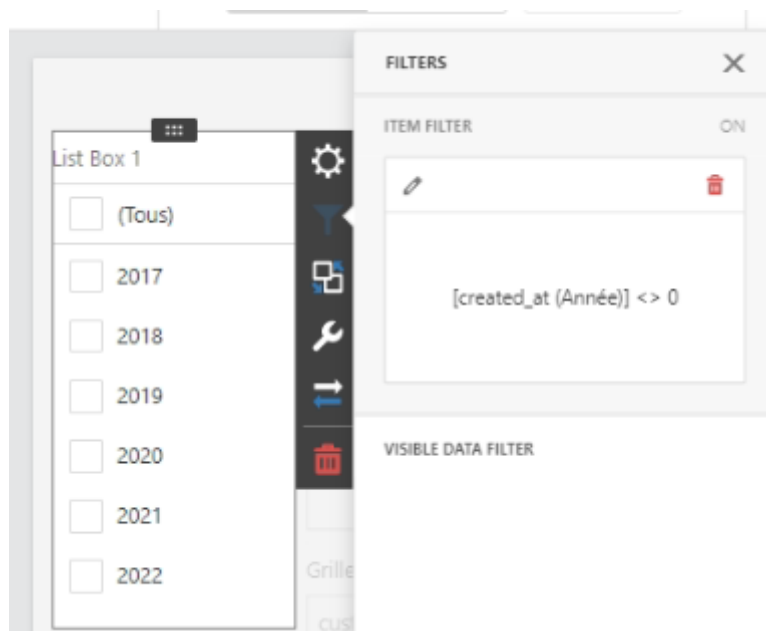 FILTERS
ITEM FILTER
ON
[created_at (Année)] <> 0
VISIBLE DATA FILTER
List Box 1
(Tous)
2017
2018
2019
2020
2021
2022
Grille
cus